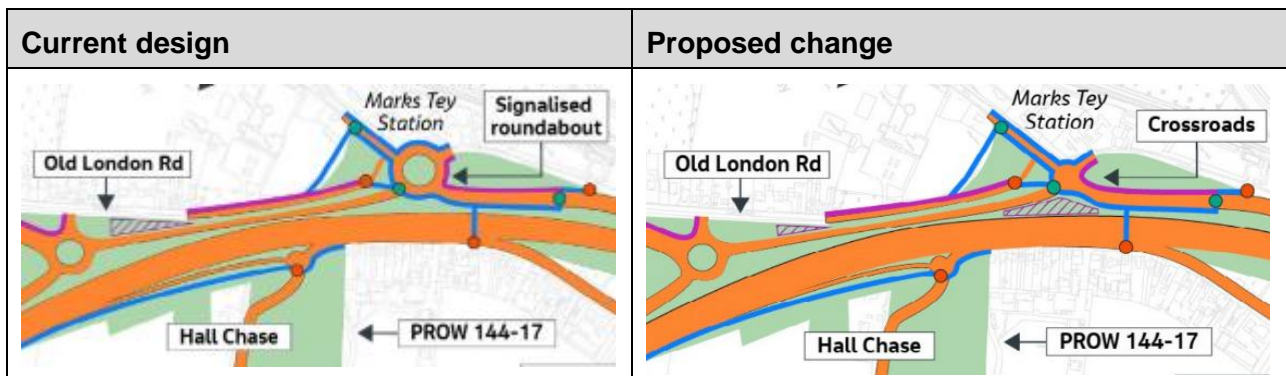 Current design
Proposed change
Marks Tey
Station
Signalised
roundabout
Old London Rd
Hall Chase
PROW 144-17
Marks Tey
Station
Crossroads
Old London Rd
Hall Chase
PROW 144-17